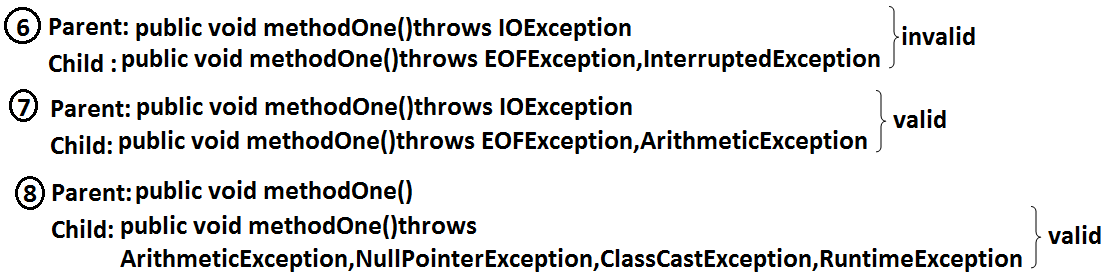 6 Parent: public void methodOne()throws IOException
Child : public void methodOne()throws EOFException,InterruptedException
invalid
7 Parent: public void methodOne()throws IOException
Child: public void methodOne()throws EOFException,ArithmeticException
valid
8 Parent: public void methodOne()
Child: public void methodOne()throws
ArithmeticException,NullPointerException,ClassCastException,RuntimeException
valid